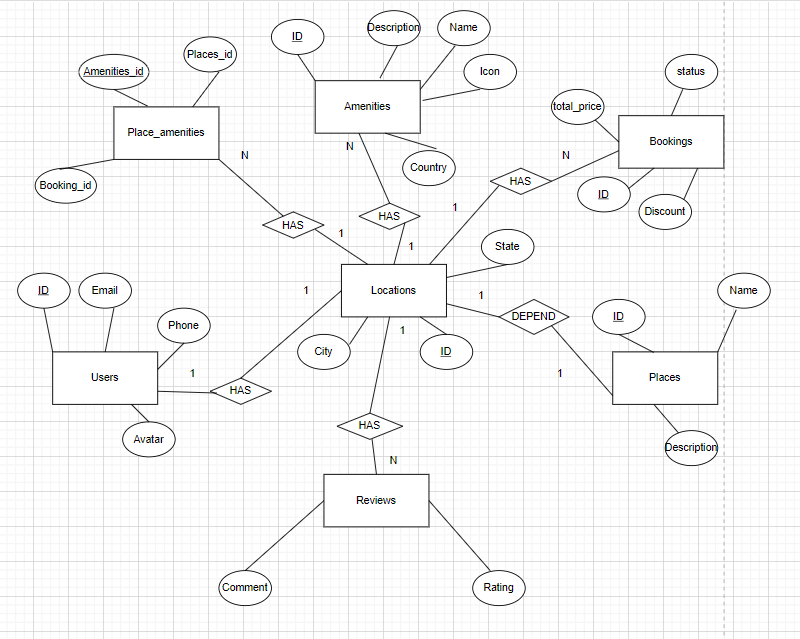 ID
Description
Name
Places_id
Amenities_id
Icon
status
Amenities
total_price
Place_amenities
Bookings
N
N
N
Country
HAS
Booking_id
ID
Discount
1
HAS
HAS
1
1
State
ID
Email
1
Locations
1
Name
Phone
DEPEND
ID
1
City
ID
Users
1
1
Places
HAS
Avatar
HAS
Description
N
Reviews
Comment
Rating